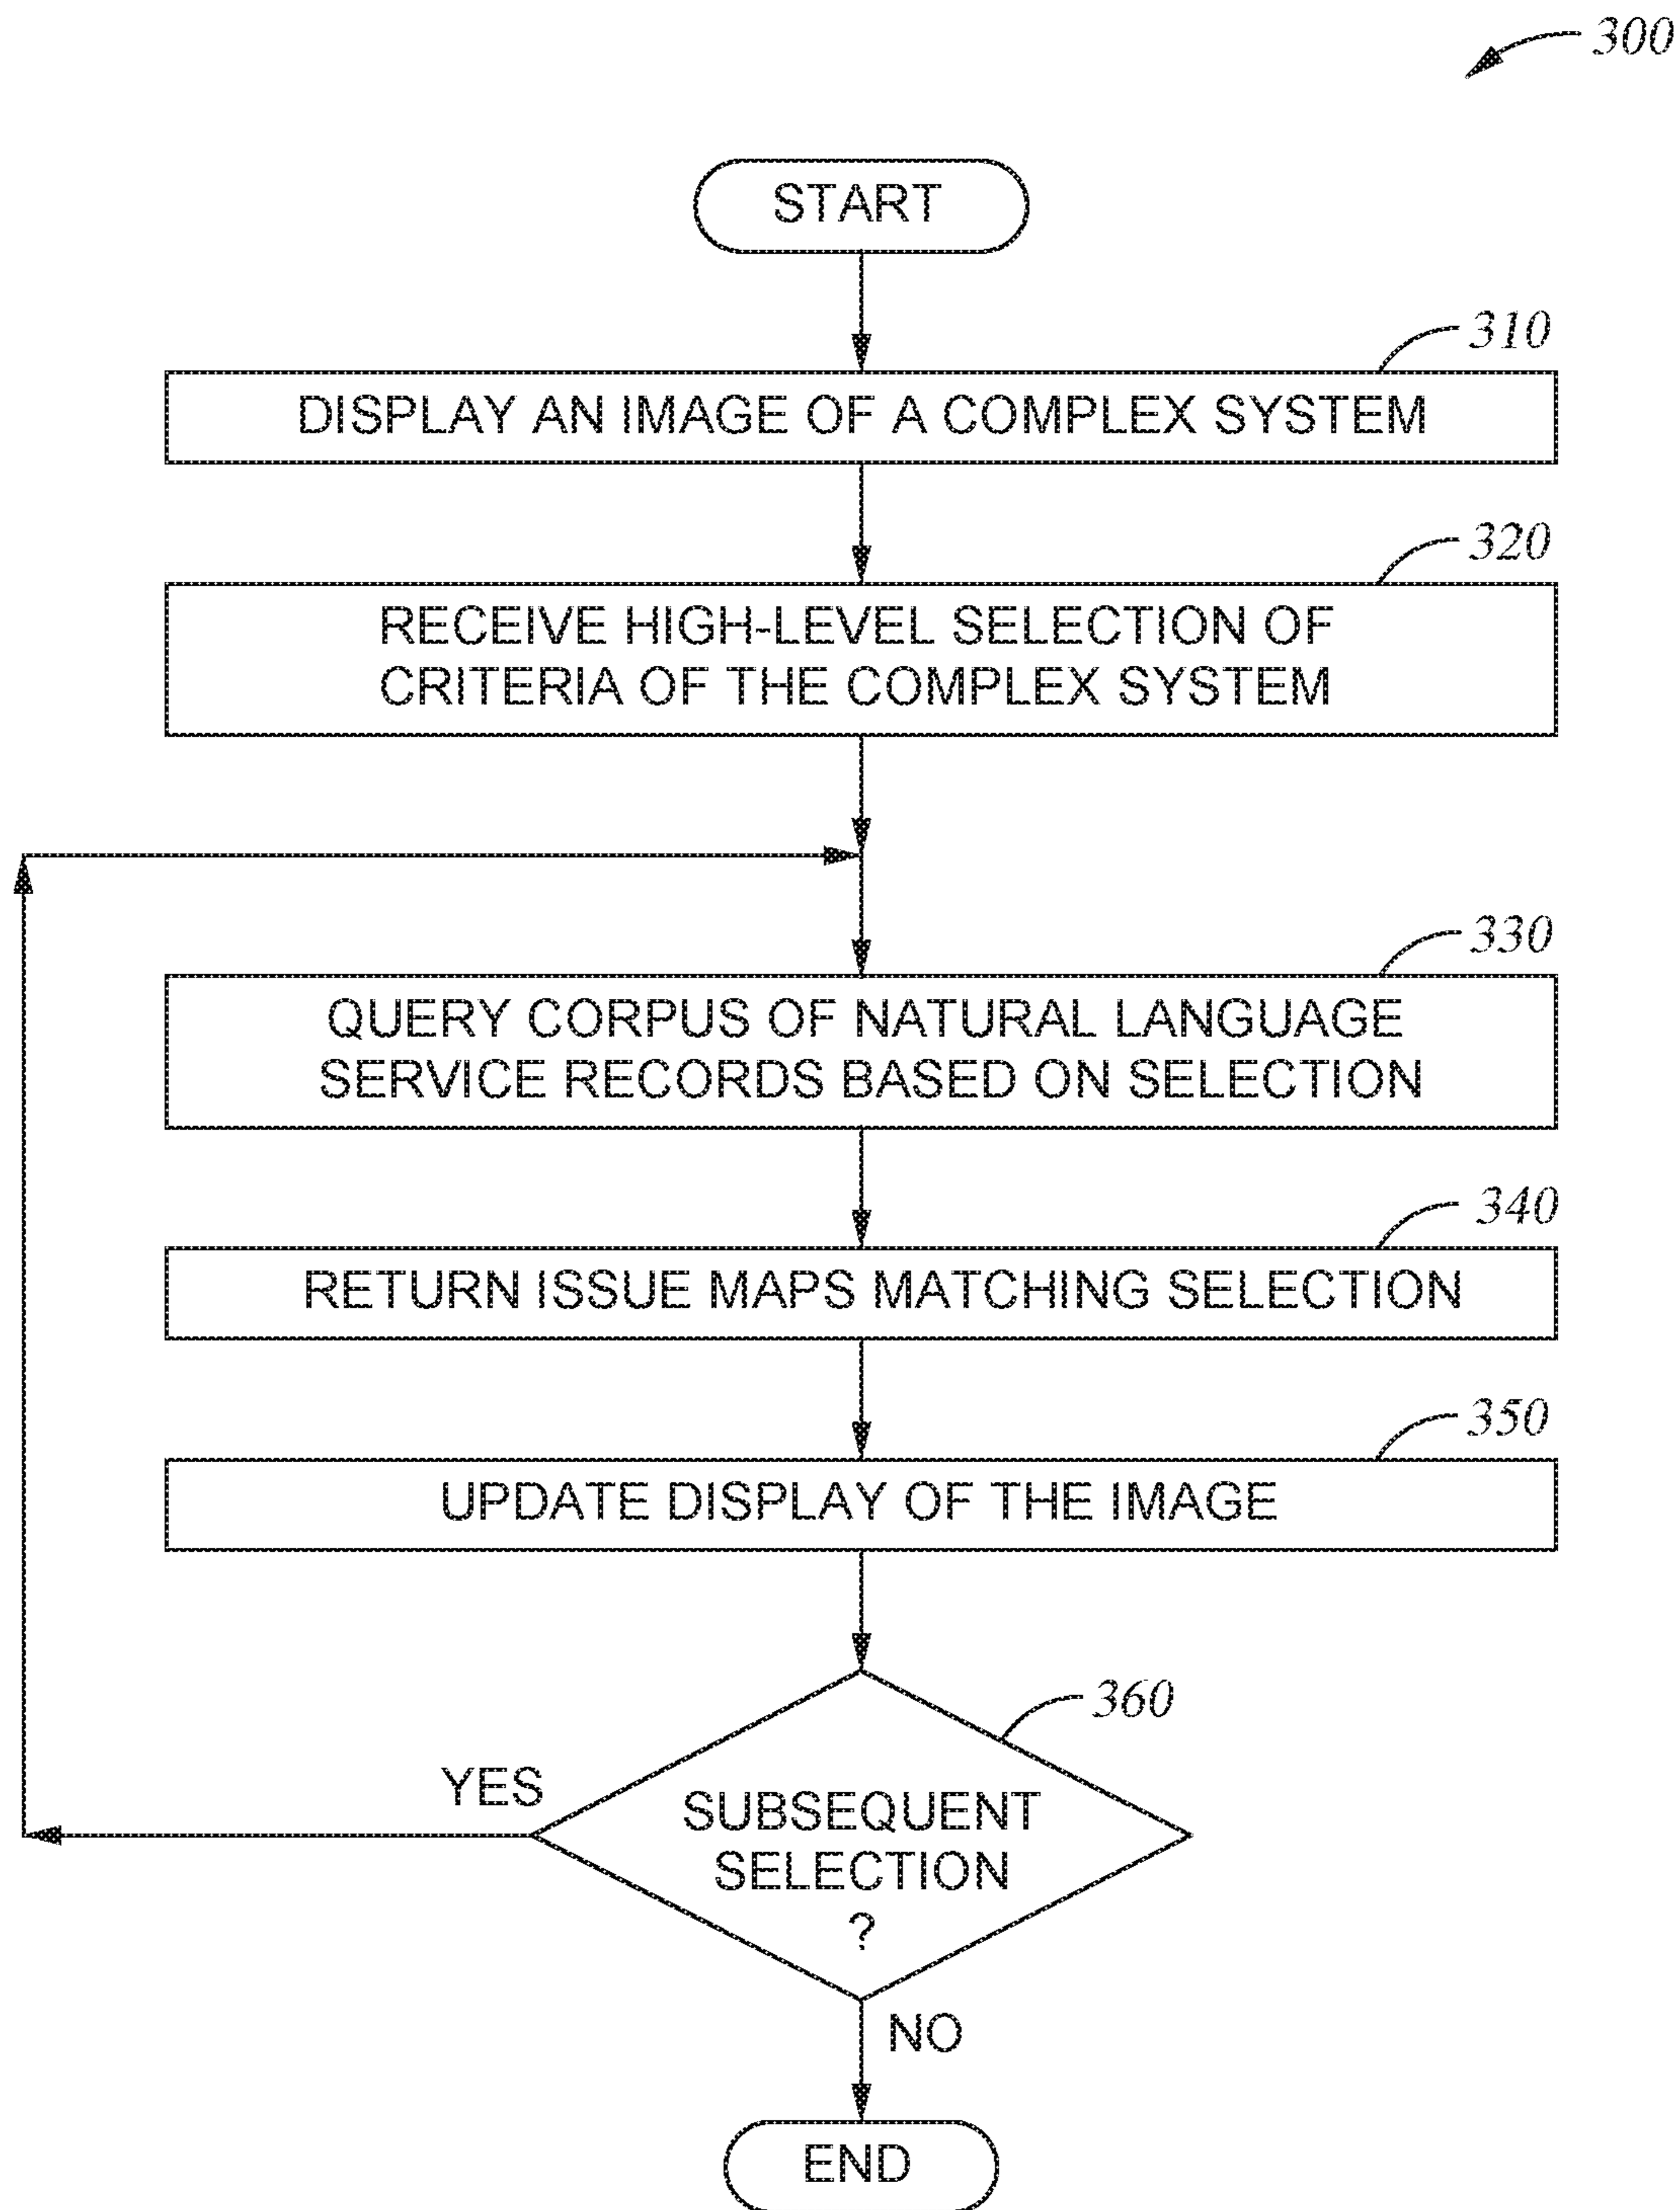 300
START
310
DISPLAY AN IMAGE OF A COMPLEX SYSTEM
320
RECEIVE HIGH-LEVEL SELECTION OF
CRITERIA OF THE COMPLEX SYSTEM
330
QUERY CORPUS OF NATURAL LANGUAGE
SERVICE RECORDS BASED ON SELECTION
340
RETURN ISSUE MAPS MATCHING SELECTION
350
UPDATE DISPLAY OF THE IMAGE
360
YES
SUBSEQUENT
SELECTION
?
NO
END